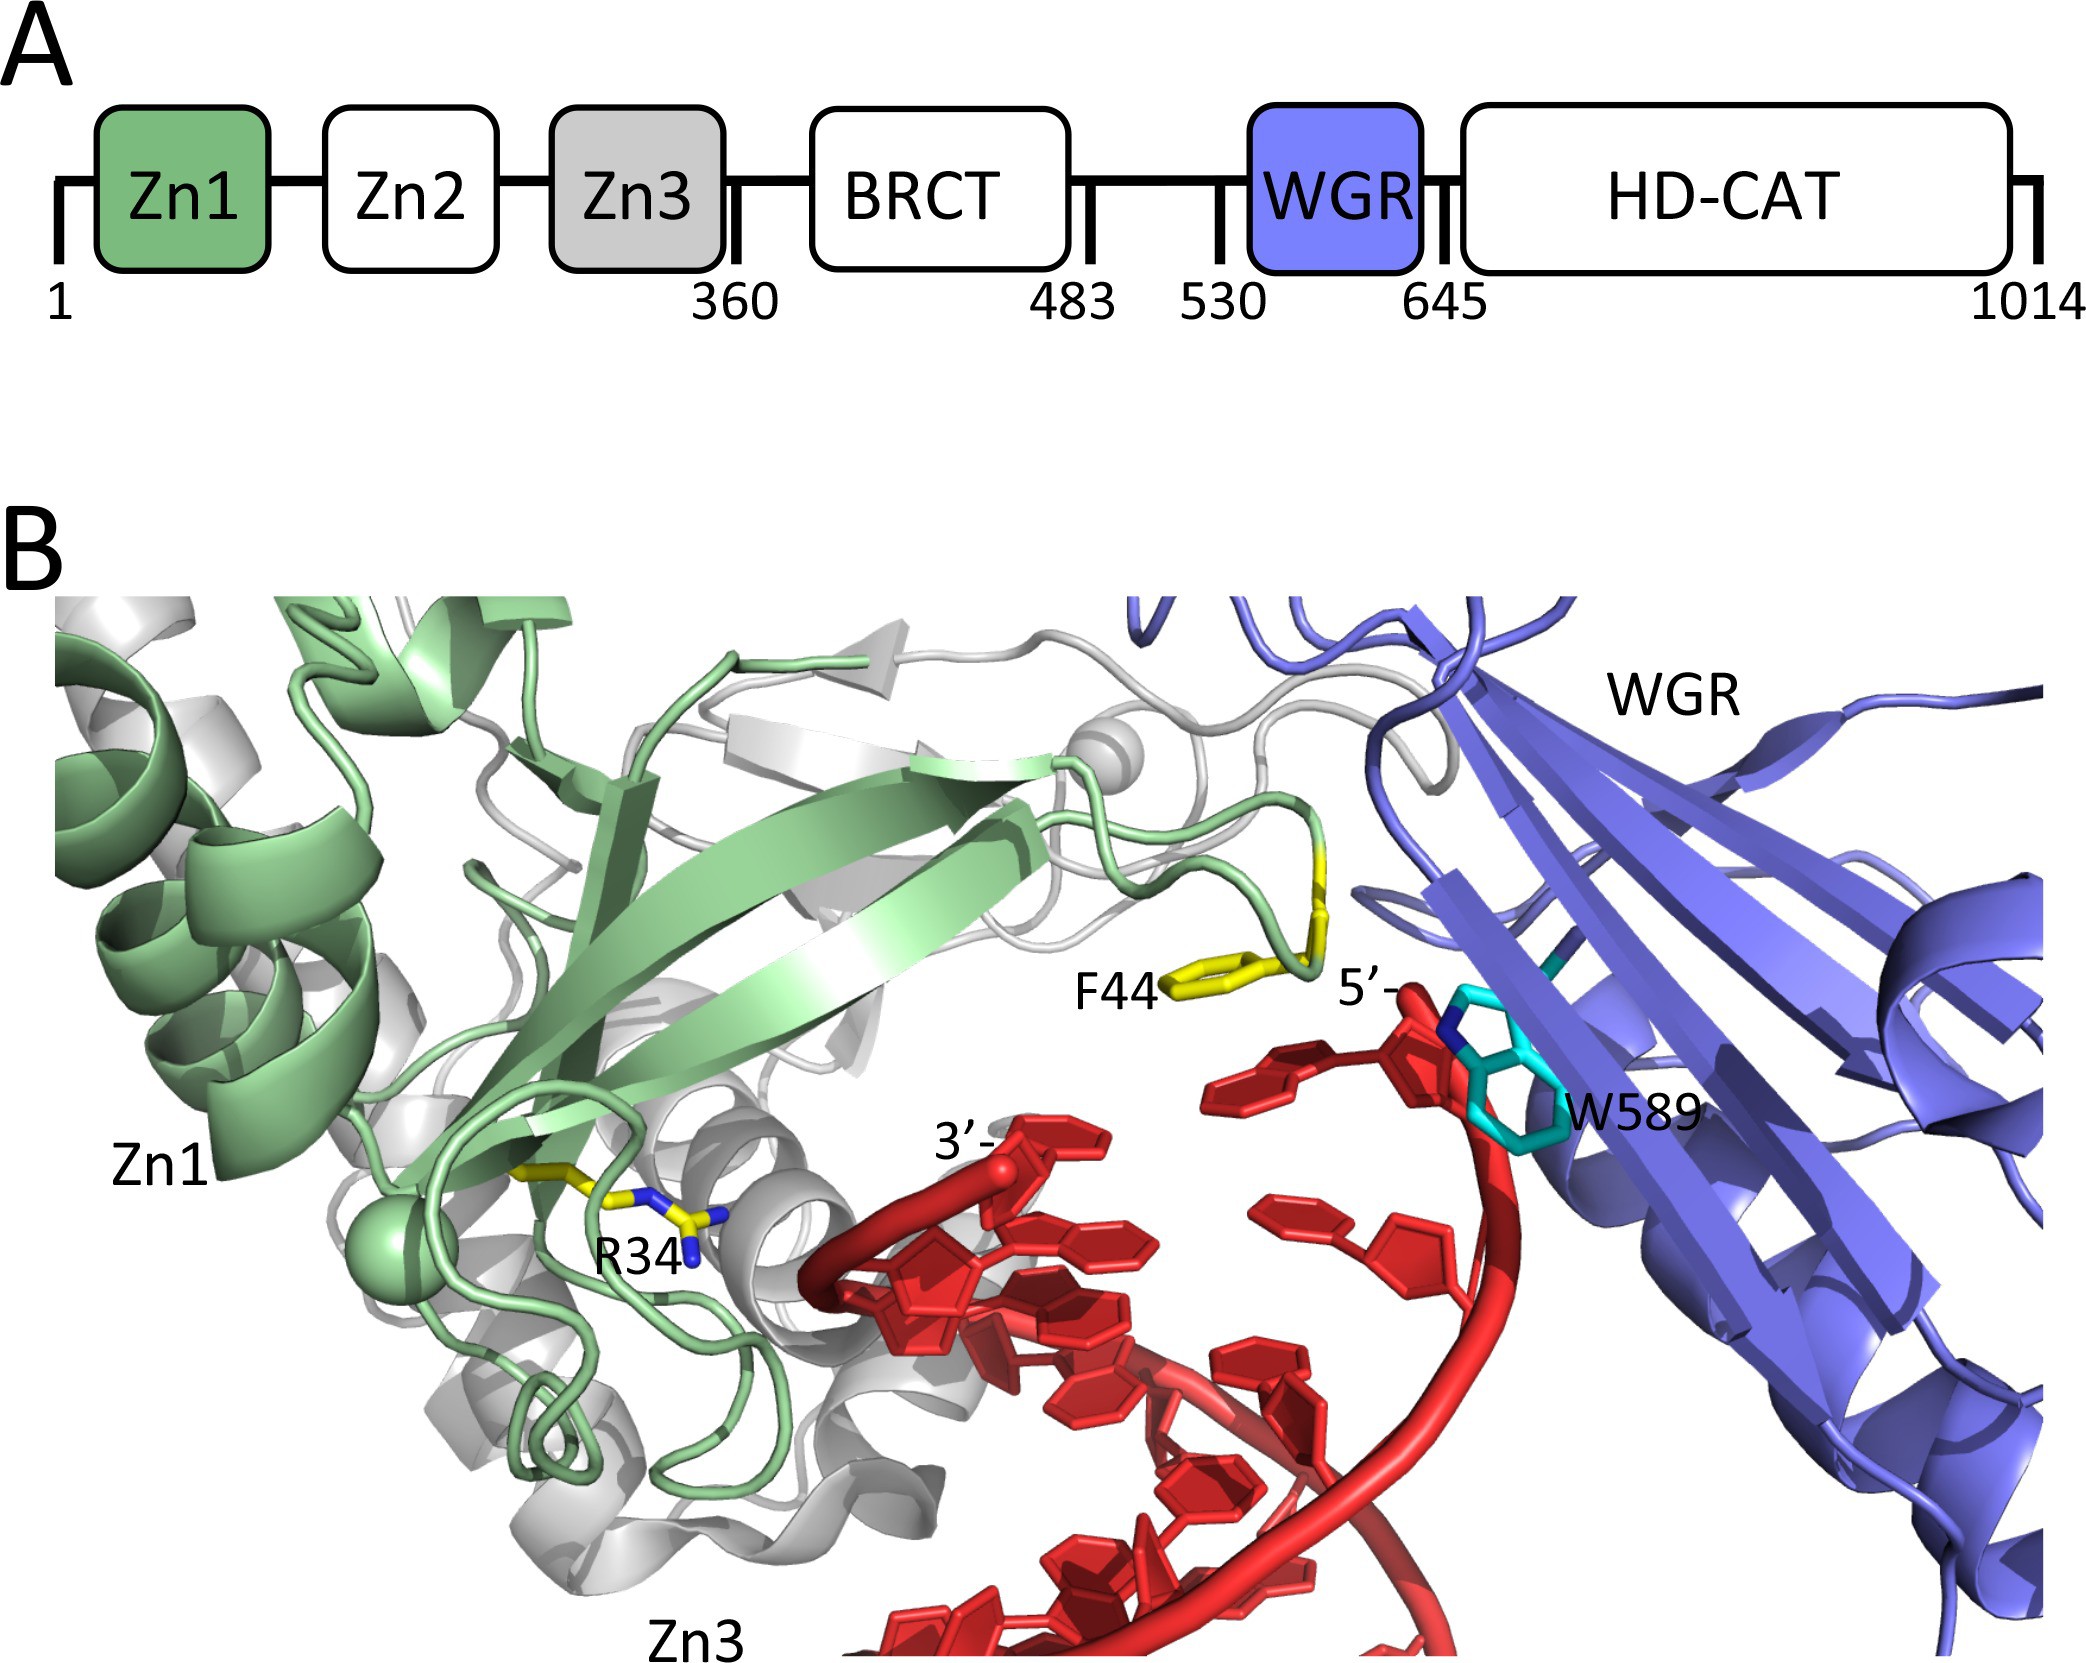 A
Zn1 Zn2 Zn3 BRCT WGR HD-CAT
1 360 483 530 645 1014
B
WGR
F44 5’-
W589
3’-
Zn1
R34
Zn3